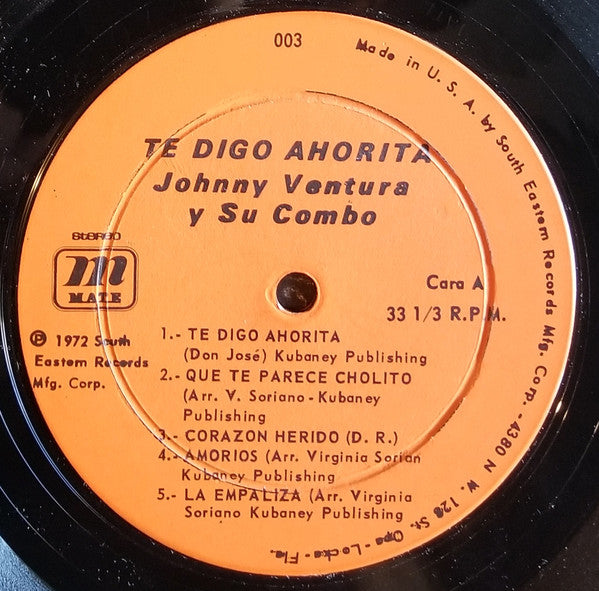 003
Made in U. S. A. by South Eastern Records Mfg. Corp. - 4380 N W. 128 St. Opa - Locka - Fla.
TE DIGO AHORITA
Johnny Ventura
y Su Combo
STEREO
m
MATE
Cara A
33 1/3 R.P.M.
℗ 1972 South
Eastern Records
Mfg. Corp.
1.- TE DIGO AHORITA
(Don José) Kubaney Publishing
2.- QUE TE PARECE CHOLITO
(Arr. V. Soriano - Kubaney
Publishing
3.- CORAZON HERIDO (D. R.)
4.- AMORIOS (Arr. Virginia Sorian
Kubaney Publishing
5.- LA EMPALIZA (Arr. Virginia
Soriano Kubaney Publishing